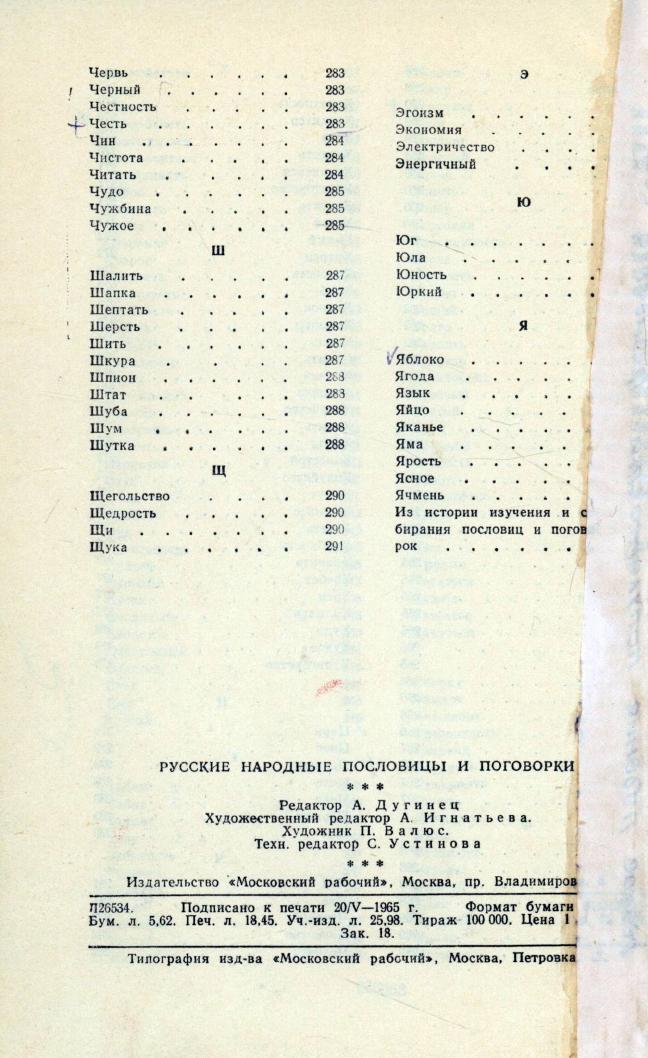 Червь . . . . . . 283
Черный . . . . . . 283
Честность . . . . . 283
Честь . . . . . . 283
Чин . . . . . . 284
Чистота . . . . . 284
Читать . . . . . 284
Чудо . . . . . . 285
Чужбина . . . . . 285
Чужое . . . . . . 285
Ш
Шалить . . . . . 287
Шапка . . . . . . 287
Шептать . . . . . 287
Шерсть . . . . . 287
Шить . . . . . . 287
Шкура . . . . . 287
Шпион . . . . . . 288
Штат . . . . . . 288
Шуба . . . . . . 288
Шум . . . . . . 288
Шутка . . . . . . 288
Щ
Щегольство . . . . 290
Щедрость . . . . . 290
Щи . . . . . . . 290
Щука . . . . . . 291
Э
Эгоизм . . . . . .
Экономия . . . . .
Электричество . . . .
Энергичный . . . .
Ю
Юг . . . . . . .
Юла . . . . . .
Юность . . . . . .
Юркий . . . . . .
Я
Яблоко . . . . .
Ягода . . . . . .
Язык . . . . . .
Яйцо . . . . . .
Яканье . . . . .
Яма . . . . . .
Ярость . . . . .
Ясное . . . . . .
Ячмень . . . . .
Из истории изучения и с
бирания пословиц и погов
рок . . . . . .
РУССКИЕ НАРОДНЫЕ ПОСЛОВИЦЫ И ПОГОВОРКИ
* * *
Редактор А. Дугинец
Художественный редактор А. Игнатьева.
Художник П. Валюс.
Техн. редактор С. Устинова
* * *
Издательство «Московский рабочий», Москва, пр. Владимиров
Л26534. Подписано к печати 20/V—1965 г. Формат бумаги
Бум. л. 5,62. Печ. л. 18,45. Уч.-изд. л. 25,98. Тираж 100 000. Цена 1
Зак. 18.
Типография изд-ва «Московский рабочий», Москва, Петровка